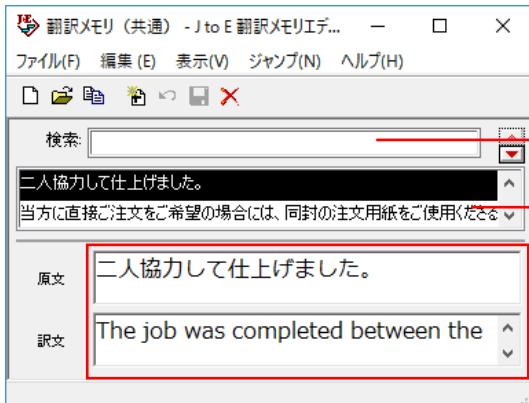 翻訳メモリ（共通） - J to E 翻訳メモリエデ...
ファイル(F) 編集(E) 表示(V) ジャンプ(N) ヘルプ(H)
検索:
二人協力して仕上げました。
当方に直接ご注文をご希望の場合には、同封の注文用紙をご使用くださる
原文
二人協力して仕上げました。
訳文
The job was completed between the